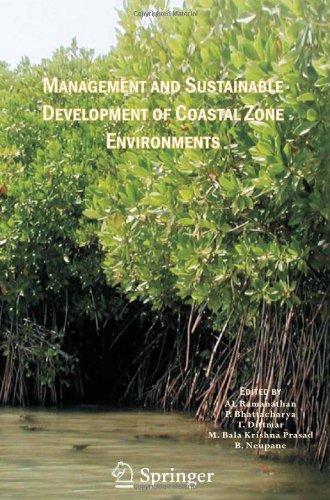 MANAGEMENT AND SUSTAINABLE
DEVELOPMENT OF COASTAL ZONE
ENVIRONMENTS
EDITED BY
AL Ramanathan
P. Bhattacharya
T. Dittmar
M. Bala Krishna Prasad
B. Neupane
Springer